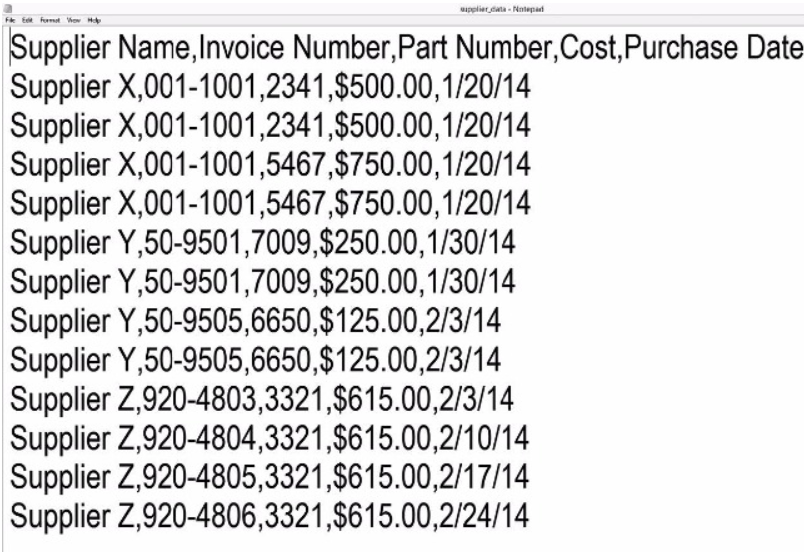 supplier_data - Notepad
File Edit Format View Help
Supplier Name,Invoice Number,Part Number,Cost,Purchase Date
Supplier X,001-1001,2341,$500.00,1/20/14
Supplier X,001-1001,2341,$500.00,1/20/14
Supplier X,001-1001,5467,$750.00,1/20/14
Supplier X,001-1001,5467,$750.00,1/20/14
Supplier Y,50-9501,7009,$250.00,1/30/14
Supplier Y,50-9501,7009,$250.00,1/30/14
Supplier Y,50-9505,6650,$125.00,2/3/14
Supplier Y,50-9505,6650,$125.00,2/3/14
Supplier Z,920-4803,3321,$615.00,2/3/14
Supplier Z,920-4804,3321,$615.00,2/10/14
Supplier Z,920-4805,3321,$615.00,2/17/14
Supplier Z,920-4806,3321,$615.00,2/24/14